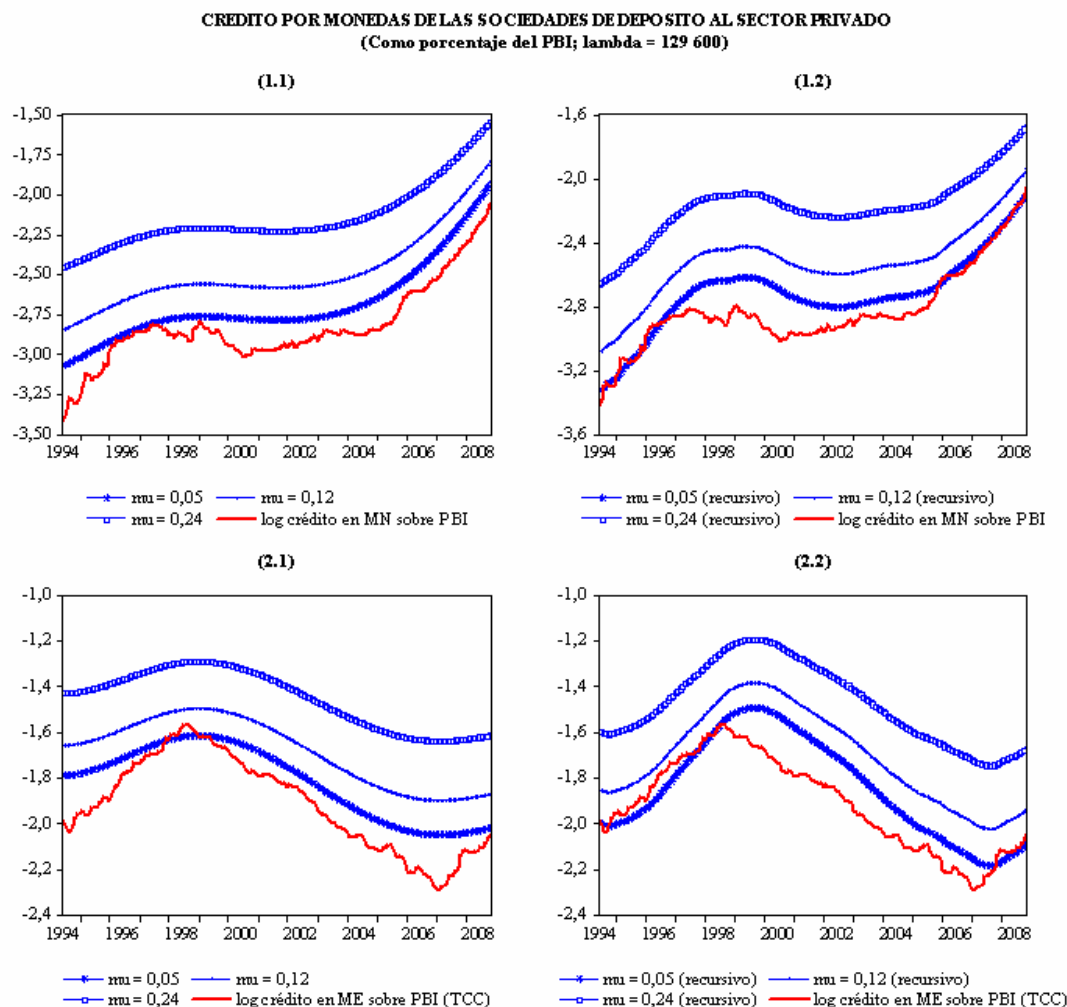 CREDITO POR MONEDAS DE LAS SOCIEDADES DE DEPOSITO AL SECTOR PRIVADO
(Como porcentaje del PBI; lambda = 129 600)
(1.1)
-1,50
-1,75
-2,00
-2,25
-2,50
-2,75
-3,00
-3,25
-3,50
1994 1996 1998 2000 2002 2004 2006 2008
mu = 0,05 mu = 0,12
mu = 0,24 log crédito en MN sobre PBI
(1.2)
-1,6
-2,0
-2,4
-2,8
-3,2
-3,6
1994 1996 1998 2000 2002 2004 2006 2008
mu = 0,05 (recursivo) mu = 0,12 (recursivo)
mu = 0,24 (recursivo) log crédito en MN sobre PBI
(2.1)
-1,0
-1,2
-1,4
-1,6
-1,8
-2,0
-2,2
-2,4
1994 1996 1998 2000 2002 2004 2006 2008
mu = 0,05 mu = 0,12
mu = 0,24 log crédito en ME sobre PBI (TCC)
(2.2)
-1,0
-1,2
-1,4
-1,6
-1,8
-2,0
-2,2
-2,4
1994 1996 1998 2000 2002 2004 2006 2008
mu = 0,05 (recursivo) mu = 0,12 (recursivo)
mu = 0,24 (recursivo) log crédito en ME sobre PBI (TCC)